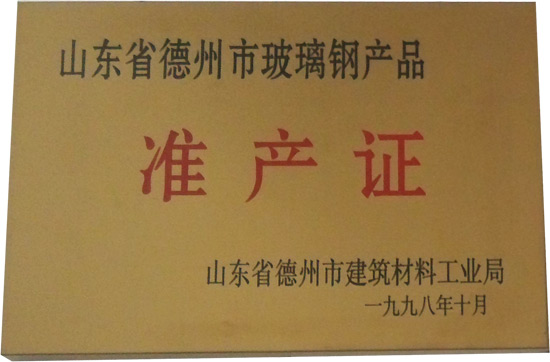 山东省德州市玻璃钢产品
准产证
山东省德州市建筑材料工业局
一九九八年十月